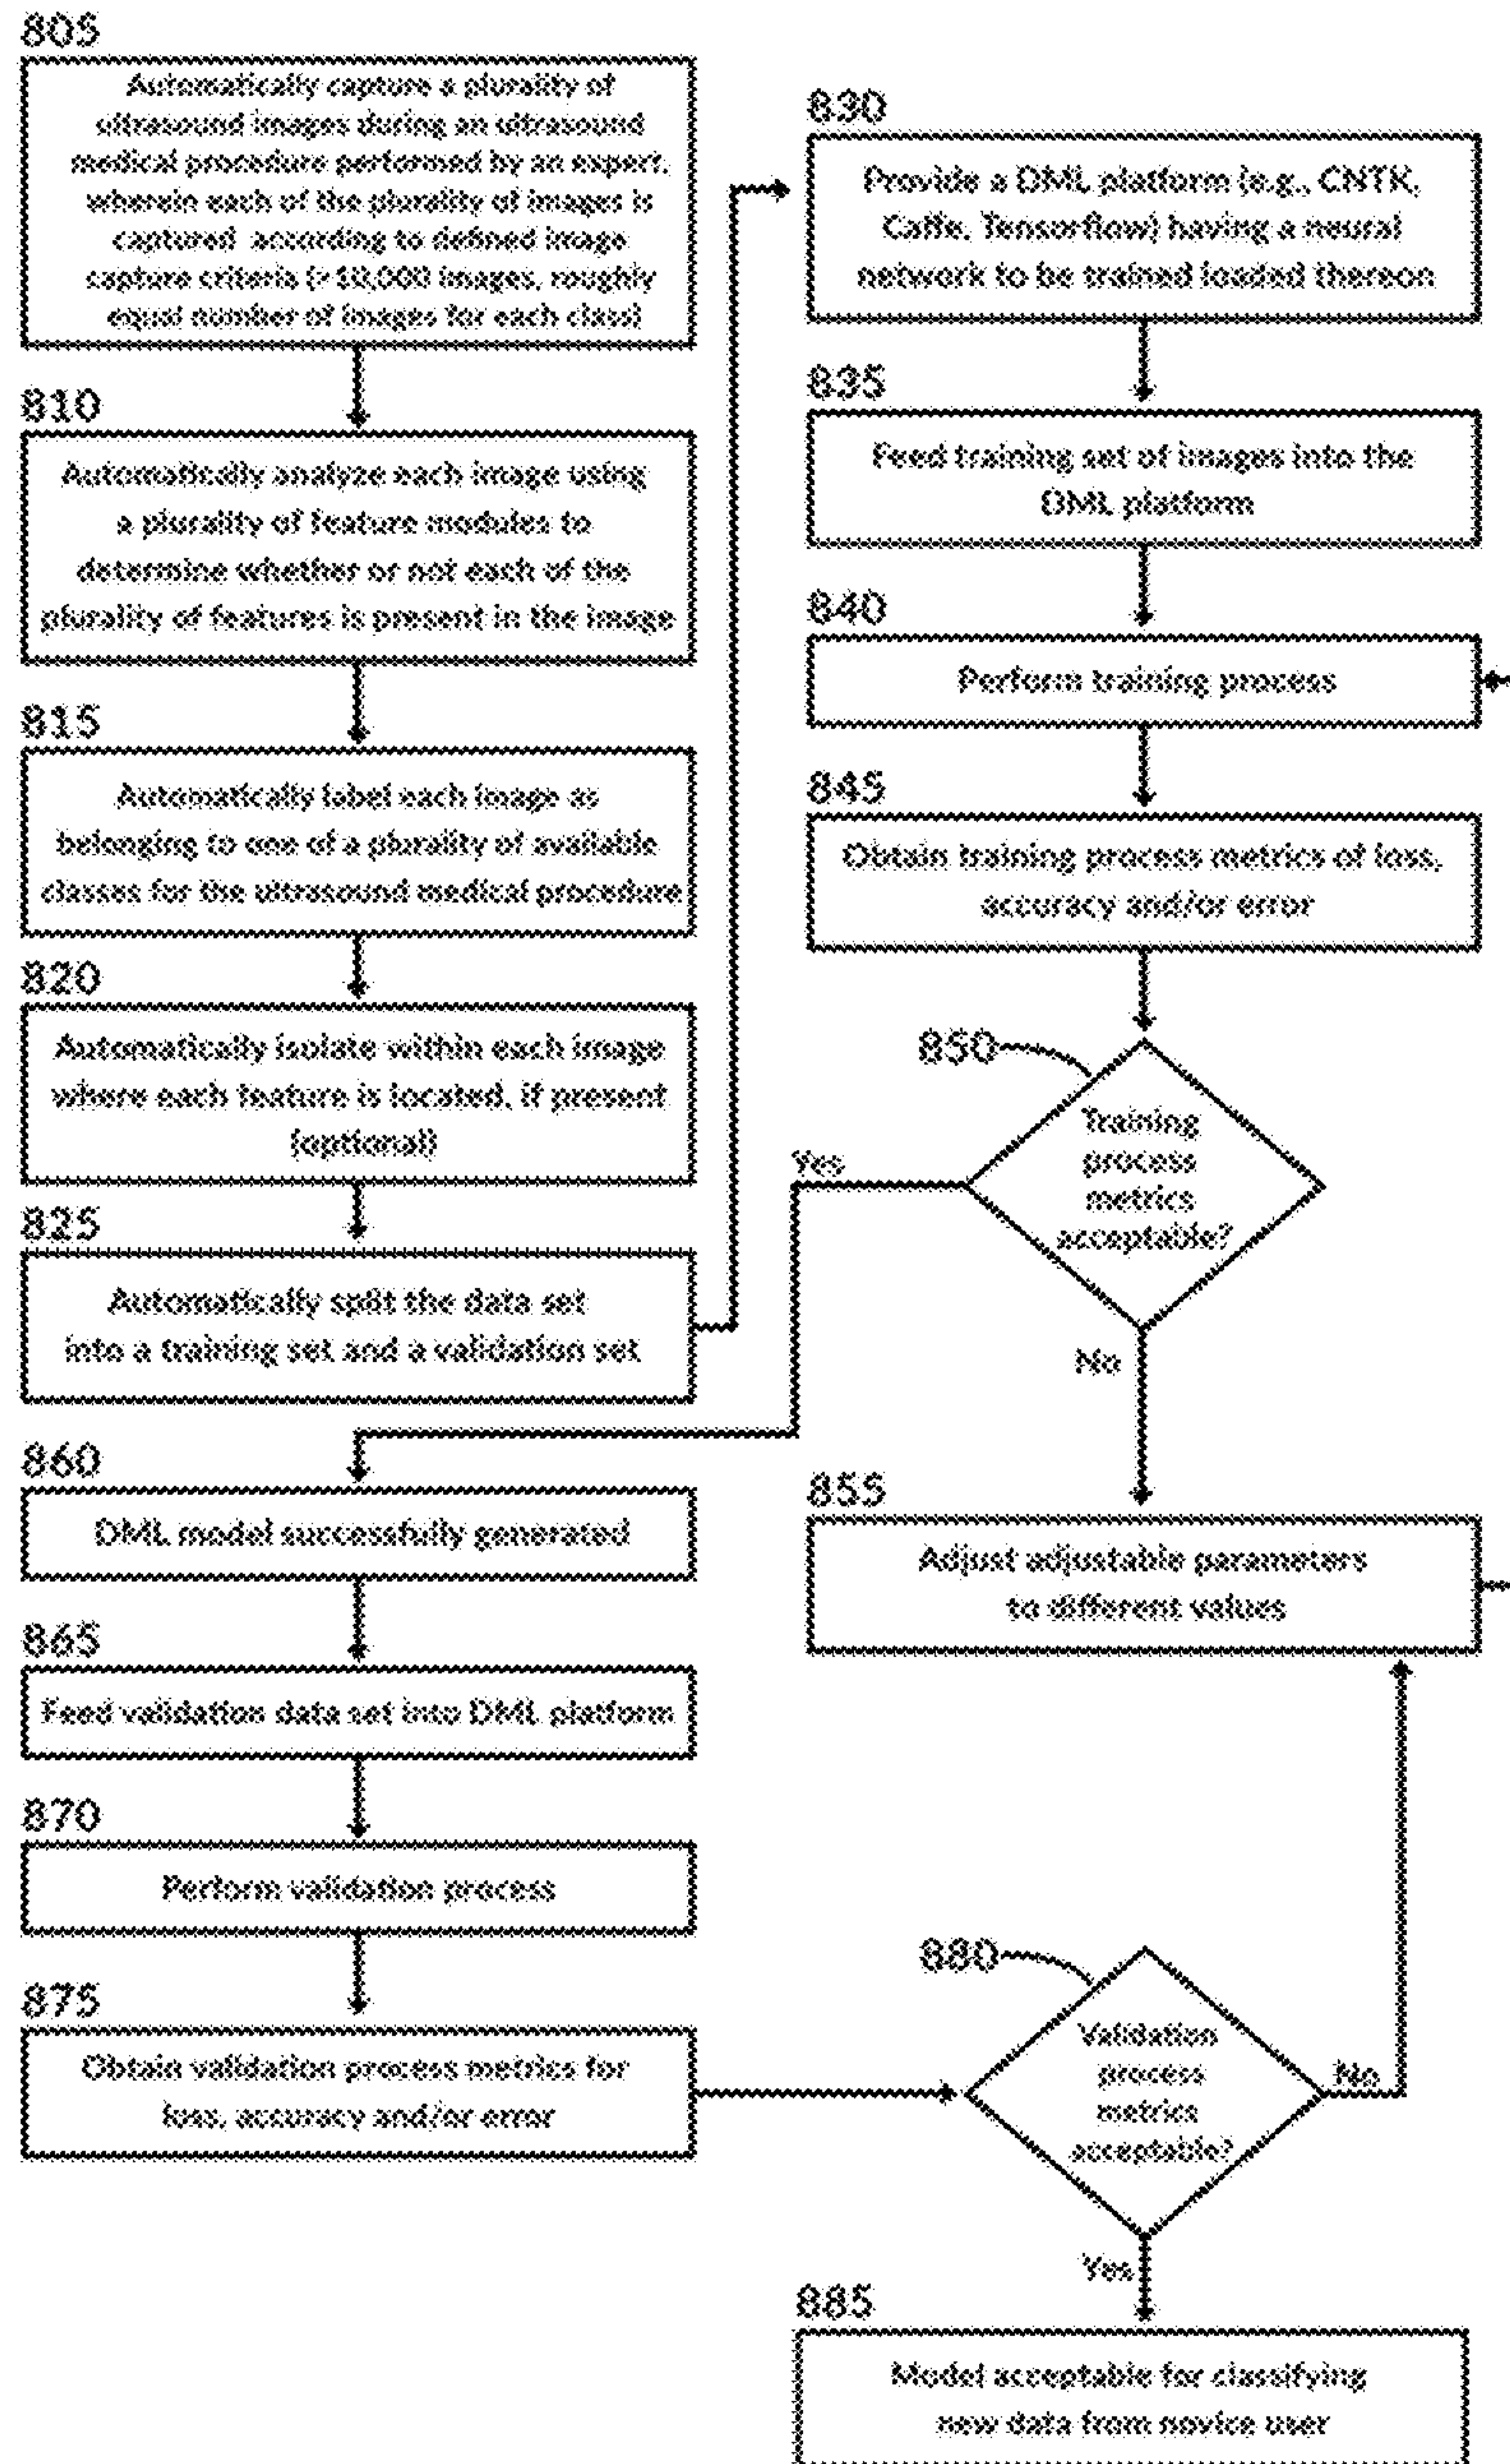 805
Automatically capture a plurality of
ultrasound images during an ultrasound
medical procedure performed by an expert,
wherein each of the plurality of images is
captured according to defined image
capture criteria (>10,000 images, roughly
equal number of images for each class)
810
Automatically analyze each image using
a plurality of feature modules to
determine whether or not each of the
plurality of features is present in the image
815
Automatically label each image as
belonging to one of a plurality of available
classes for the ultrasound medical procedure
820
Automatically isolate within each image
where each feature is located, if present
(optional)
825
Automatically split the data set
into a training set and a validation set
830
Provide a DML platform (e.g., CNTK,
Caffe, Tensorflow) having a neural
network to be trained loaded thereon
835
Feed training set of images into the
DML platform
840
Perform training process
845
Obtain training process metrics of loss,
accuracy and/or error
850
Training
process
metrics
acceptable?
Yes
No
855
Adjust adjustable parameters
to different values
860
DML model successfully generated
865
Feed validation data set into DML platform
870
Perform validation process
875
Obtain validation process metrics for
loss, accuracy and/or error
880
Validation
process
metrics
acceptable?
No
Yes
885
Model acceptable for classifying
new data from novice user